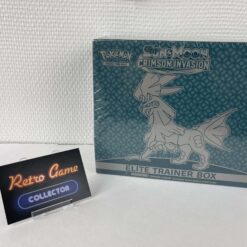 Pokémon
SUN & MOON
CRIMSON INVASION
ELITE TRAINER BOX
Retro Game
COLLECTOR